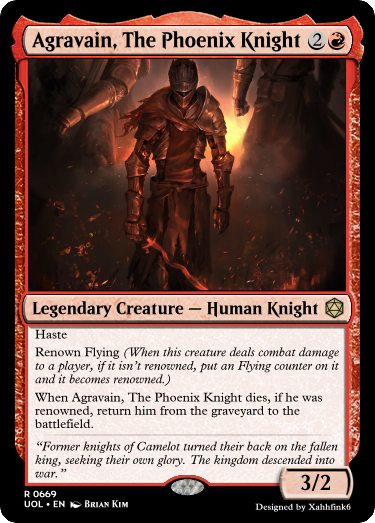 Agravain, The Phoenix Knight 2
Legendary Creature — Human Knight
Haste
Renown Flying (When this creature deals combat damage
to a player, if it isn't renowned, put an Flying counter on it
and it becomes renowned.)
When Agravain, The Phoenix Knight dies, if he
was renowned, return him from the graveyard to the
battlefield.
"Former knights of Camelot turned their back on the fallen
king, seeking their own glory. The kingdom descended into
war."
3/2
R 0669
UOL • EN Brian Kim
Designed by Xahhfink6